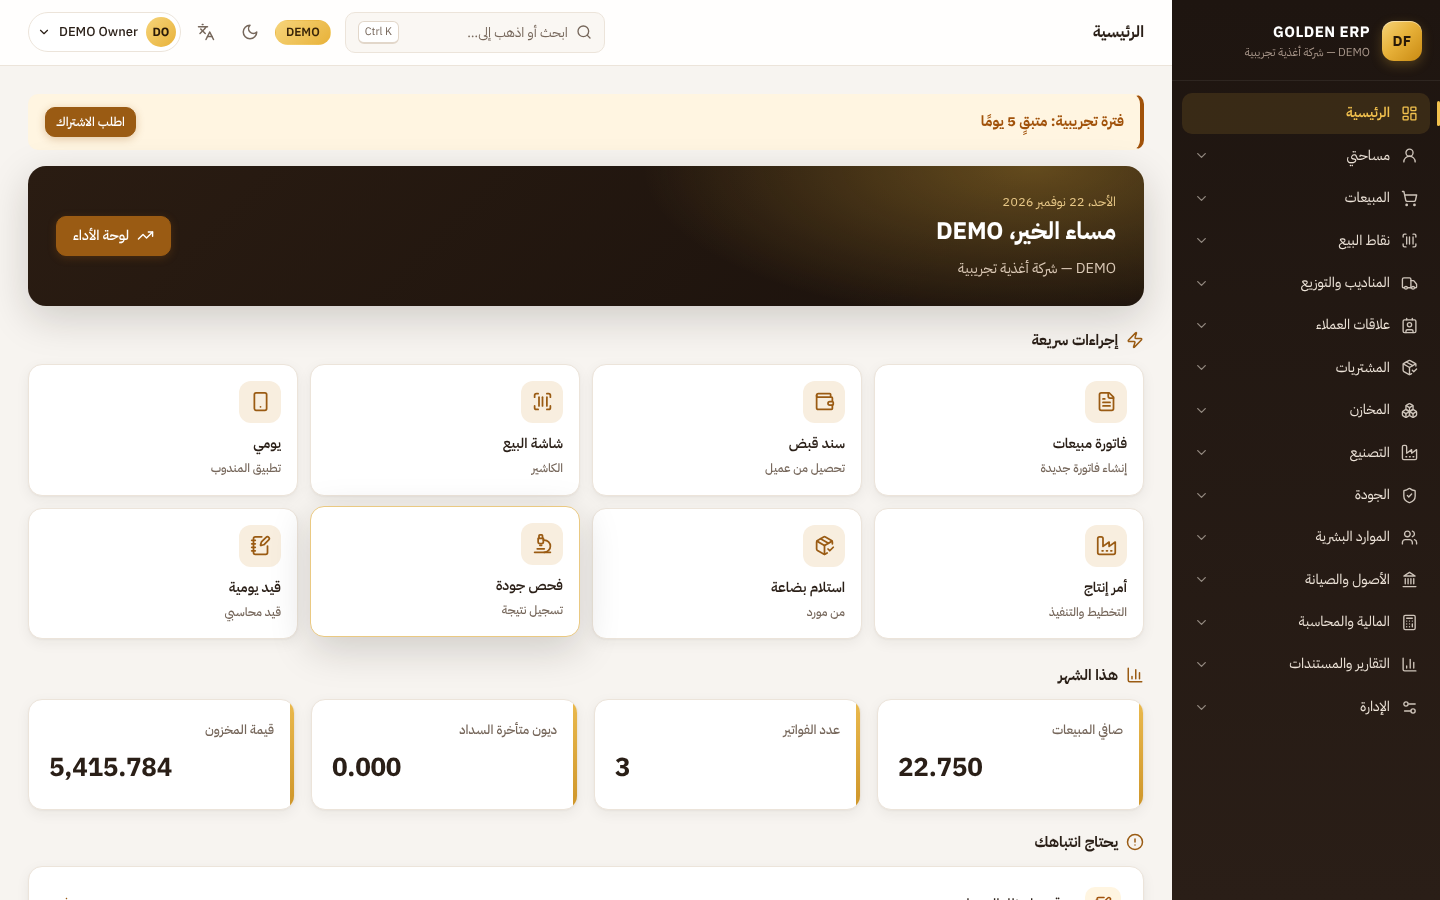 DF
GOLDEN ERP
DEMO — شركة أغذية تجريبية
الرئيسية
مساحتي
المبيعات
نقاط البيع
المناديب والتوزيع
علاقات العملاء
المشتريات
المخازن
التصنيع
الجودة
الموارد البشرية
الأصول والصيانة
المالية والمحاسبة
التقارير والمستندات
الإدارة
الرئيسية
ابحث أو اذهب إلى...
Ctrl K
DEMO
DO
DEMO Owner
فترة تجريبية: متبقٍ 5 يومًا
اطلب الاشتراك
الأحد، 22 نوفمبر 2026
مساء الخير، DEMO
DEMO — شركة أغذية تجريبية
لوحة الأداء
إجراءات سريعة
فاتورة مبيعات
إنشاء فاتورة جديدة
سند قبض
تحصيل من عميل
شاشة البيع
الكاشير
يومي
تطبيق المندوب
أمر إنتاج
التخطيط والتنفيذ
استلام بضاعة
من مورد
فحص جودة
تسجيل نتيجة
قيد يومية
قيد محاسبي
هذا الشهر
صافي المبيعات
22.750
عدد الفواتير
3
ديون متأخرة السداد
0.000
قيمة المخزون
5,415.784
يحتاج انتباهك